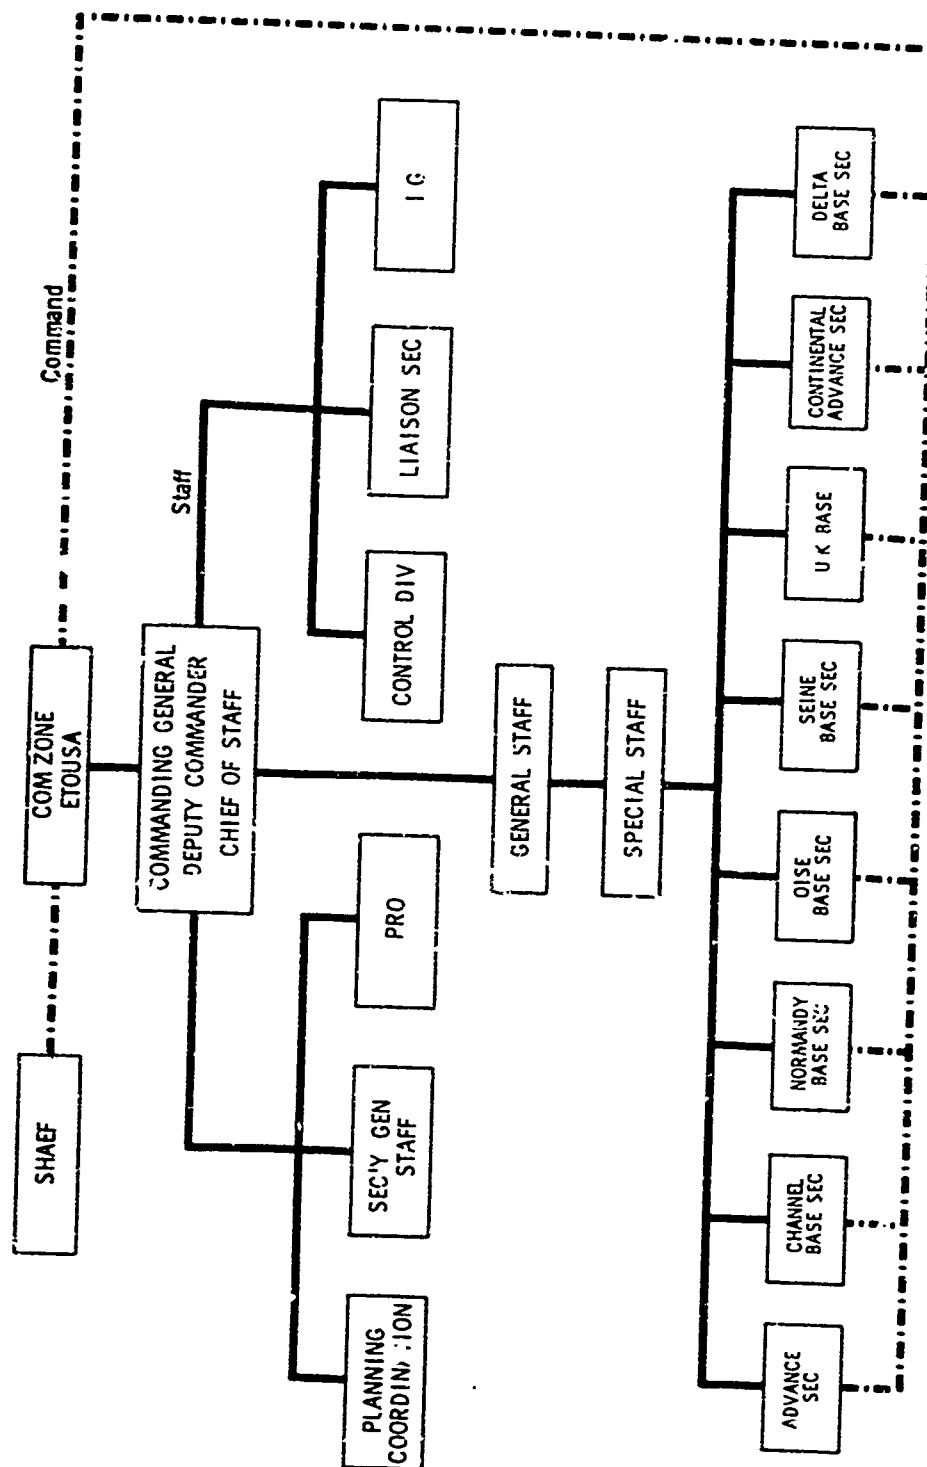 SHAEF
COM ZONE
ETOUSA
Command
COMMANDING GENERAL
DEPUTY COMMANDER
CHIEF OF STAFF
Staff
PLANNING
SEC'Y GEN
STAFF
PRO
CONTROL DIV
LIAISON SEC
I G
GENERAL STAFF
SPECIAL STAFF
ADVANCE
SEC
CHANNEL
BASE SEC
NORMANDY
BASE SEC
OISE
BASE SEC
SEINE
BASE SEC
U K BASE
CONTINENTAL
ADVANCE SEC
DELTA
BASE SEC